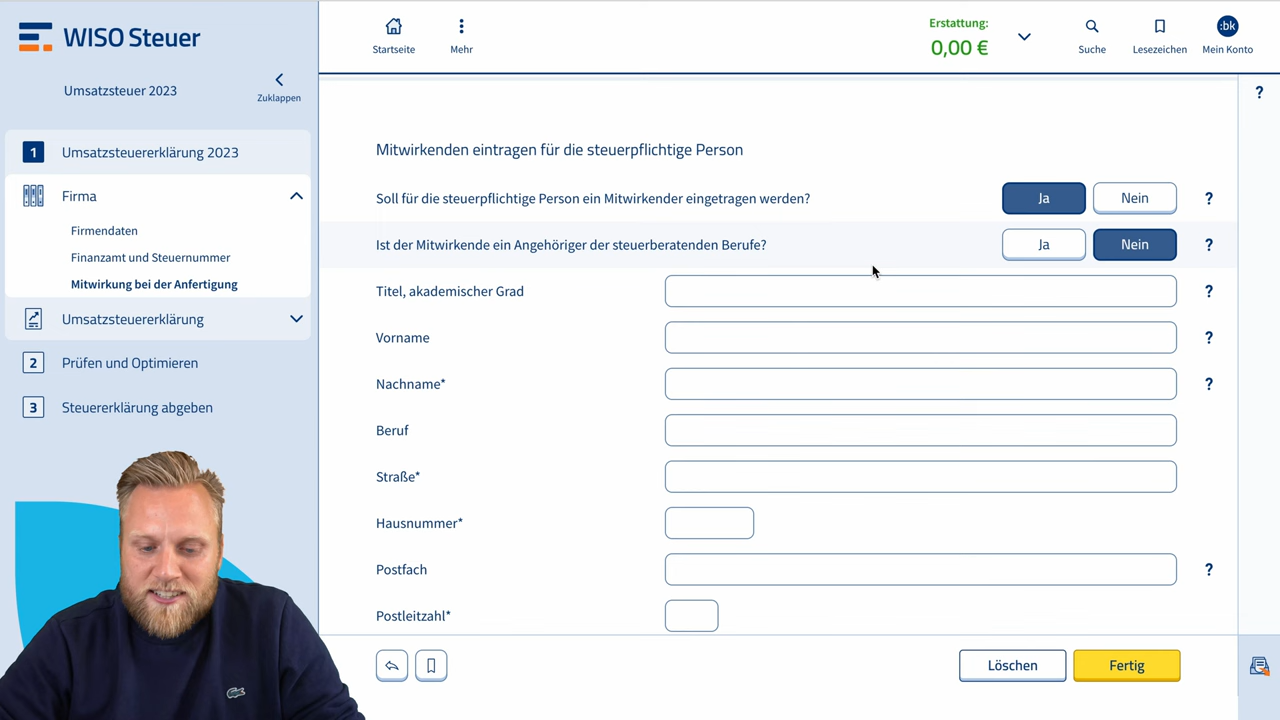 WISO Steuer
Startseite
Mehr
Erstattung:
0,00 €
Suche
Lesezeichen
:bk
Mein Konto
Umsatzsteuer 2023
Zuklappen
?
1 Umsatzsteuererklärung 2023
Firma
Firmendaten
Finanzamt und Steuernummer
Mitwirkung bei der Anfertigung
Umsatzsteuererklärung
2 Prüfen und Optimieren
3 Steuererklärung abgeben
Mitwirkenden eintragen für die steuerpflichtige Person
Soll für die steuerpflichtige Person ein Mitwirkender eingetragen werden? Ja Nein ?
Ist der Mitwirkende ein Angehöriger der steuerberatenden Berufe? Ja Nein ?
Titel, akademischer Grad ?
Vorname ?
Nachname* ?
Beruf
Straße*
Hausnummer*
Postfach ?
Postleitzahl*
Löschen Fertig